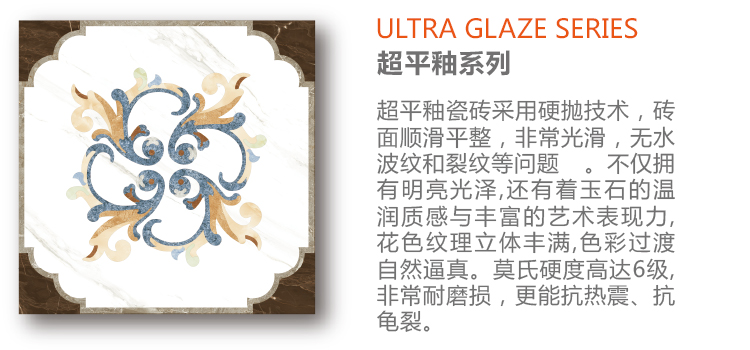 ULTRA GLAZE SERIES
超平釉系列
超平釉瓷砖采用硬抛技术，砖
面顺滑平整，非常光滑，无水
波纹和裂纹等问题 。不仅拥
有明亮光泽,还有着玉石的温
润质感与丰富的艺术表现力,
花色纹理立体丰满,色彩过渡
自然逼真。莫氏硬度高达6级,
非常耐磨损，更能抗热震、抗
龟裂。